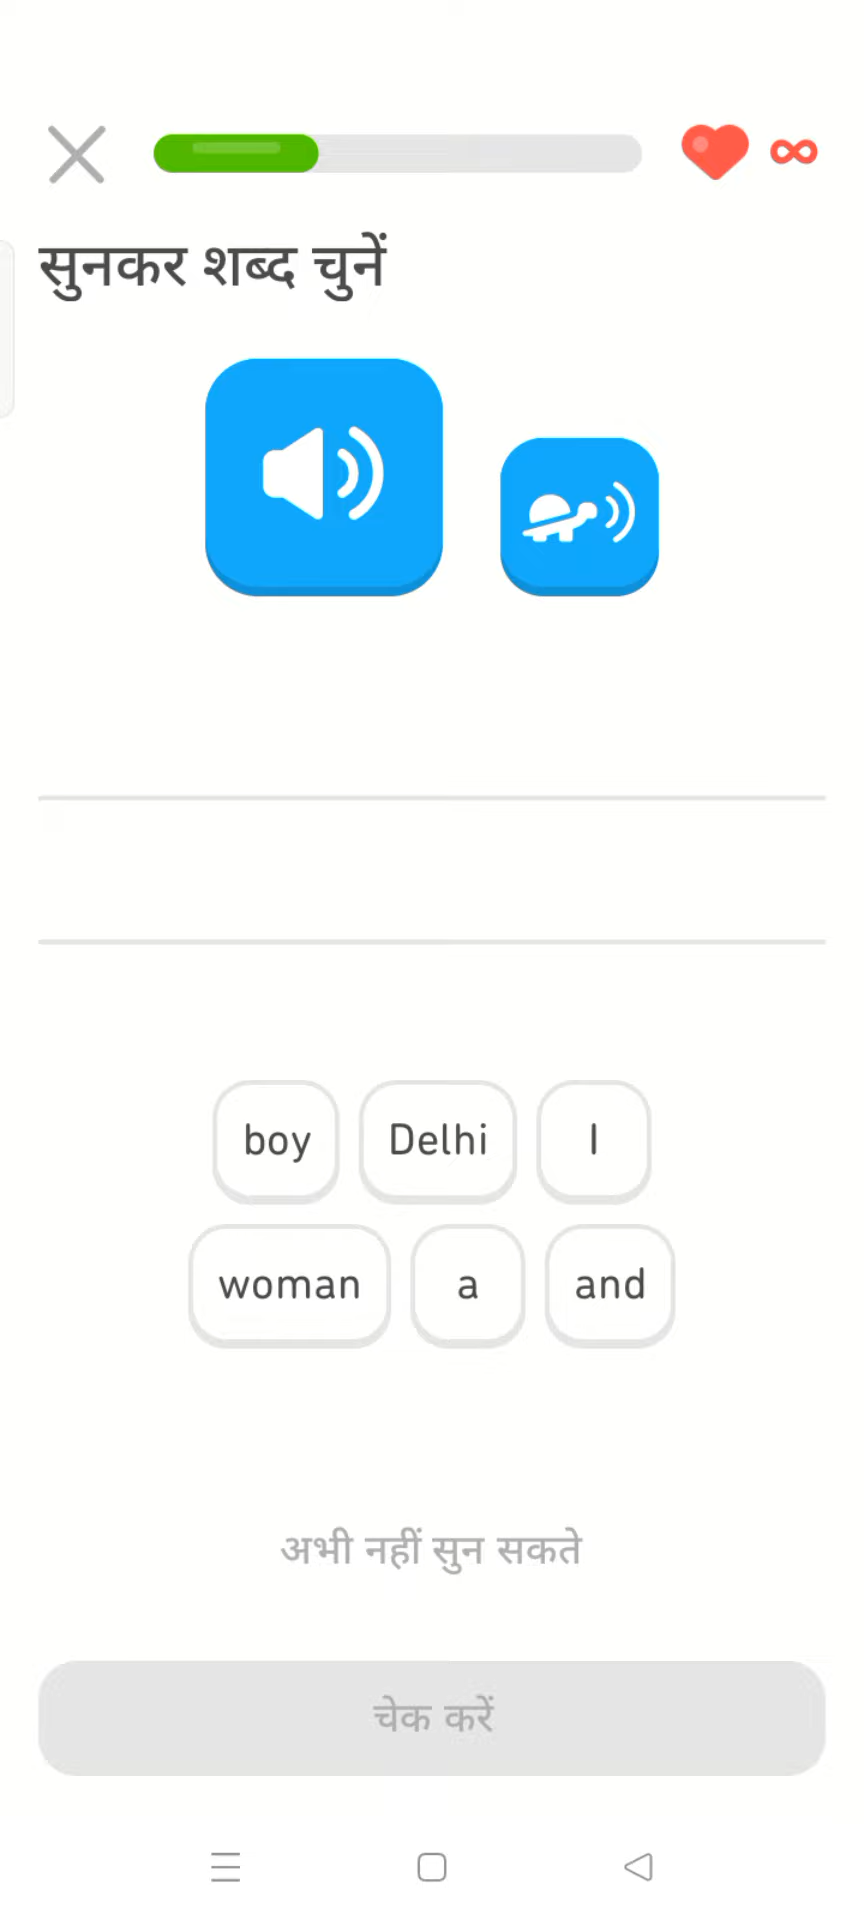 सुनकर शब्द चुनें
boy Delhi I
woman a and
अभी नहीं सुन सकते
चेक करें